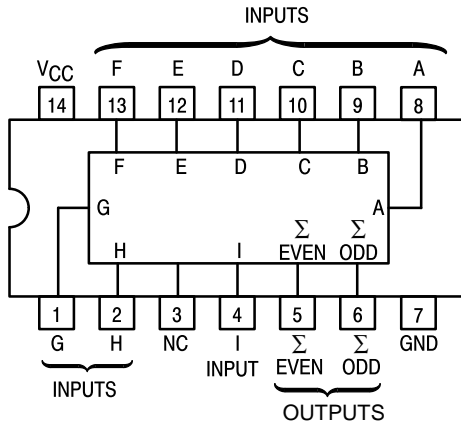 INPUTS
VCC F E D C B A
14 13 12 11 10 9 8
F E D C B
G A
H I Σ EVEN Σ ODD
1 2 3 4 5 6 7
G H NC I Σ Σ GND
INPUT EVEN ODD
INPUTS
OUTPUTS